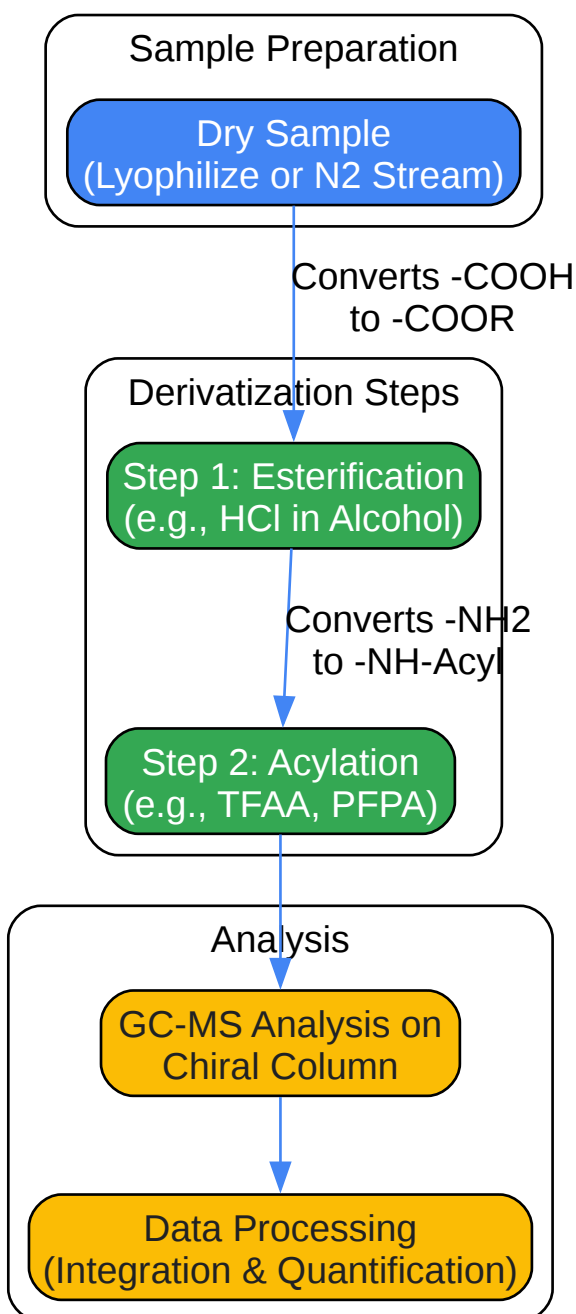 Sample Preparation
Dry Sample
(Lyophilize or N2 Stream)
Converts -COOH
to -COOR
Derivatization Steps
Step 1: Esterification
(e.g., HCl in Alcohol)
Converts -NH2
to -NH-Acyl
Step 2: Acylation
(e.g., TFAA, PFPA)
Analysis
GC-MS Analysis on
Chiral Column
Data Processing
(Integration & Quantification)